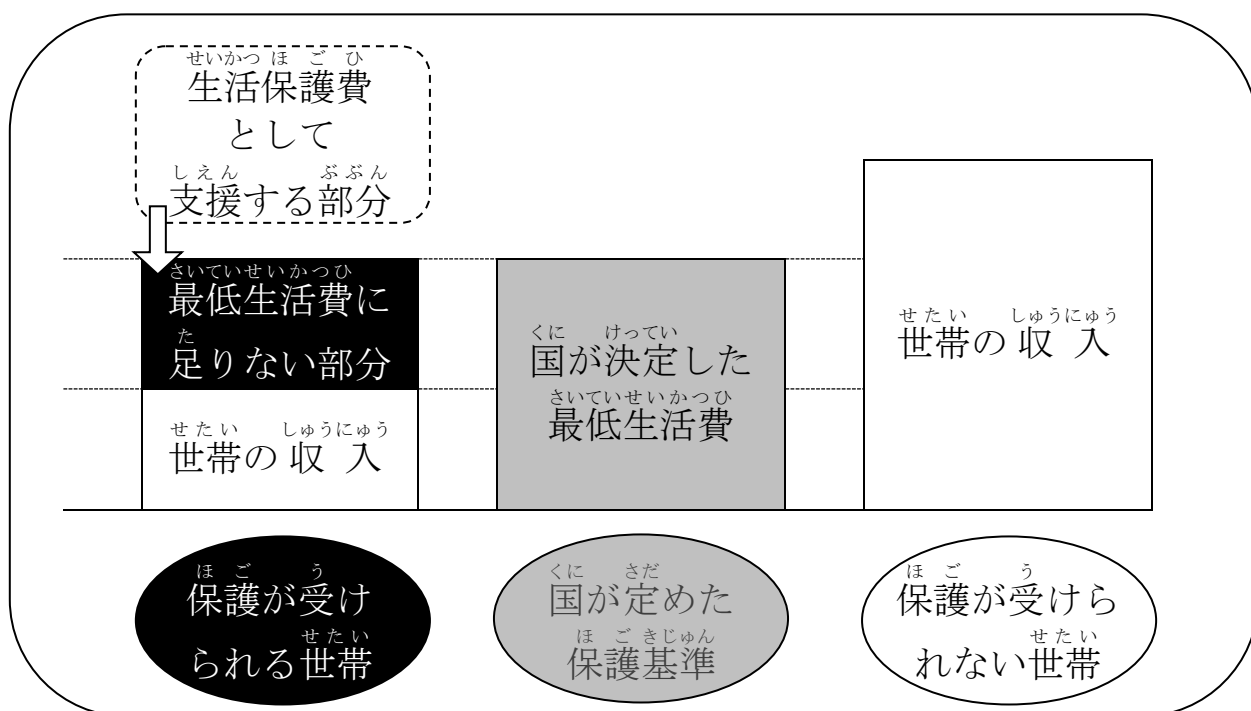 せいかつ ほ ご ひ
生活保護費
として
しえん ぶぶん
支援する部分
さいていせいかつひ
最低生活費に
た
足りない部分
せたい しゅうにゅう
世帯の収入
くに けってい
国が決定した
さいていせいかつひ
最低生活費
せたい しゅうにゅう
世帯の収入
ほ ご う
保護が受け
せたい
られる世帯
くに さだ
国が定めた
ほ ご きじゅん
保護基準
ほ ご う
保護が受けら
せたい
れない世帯